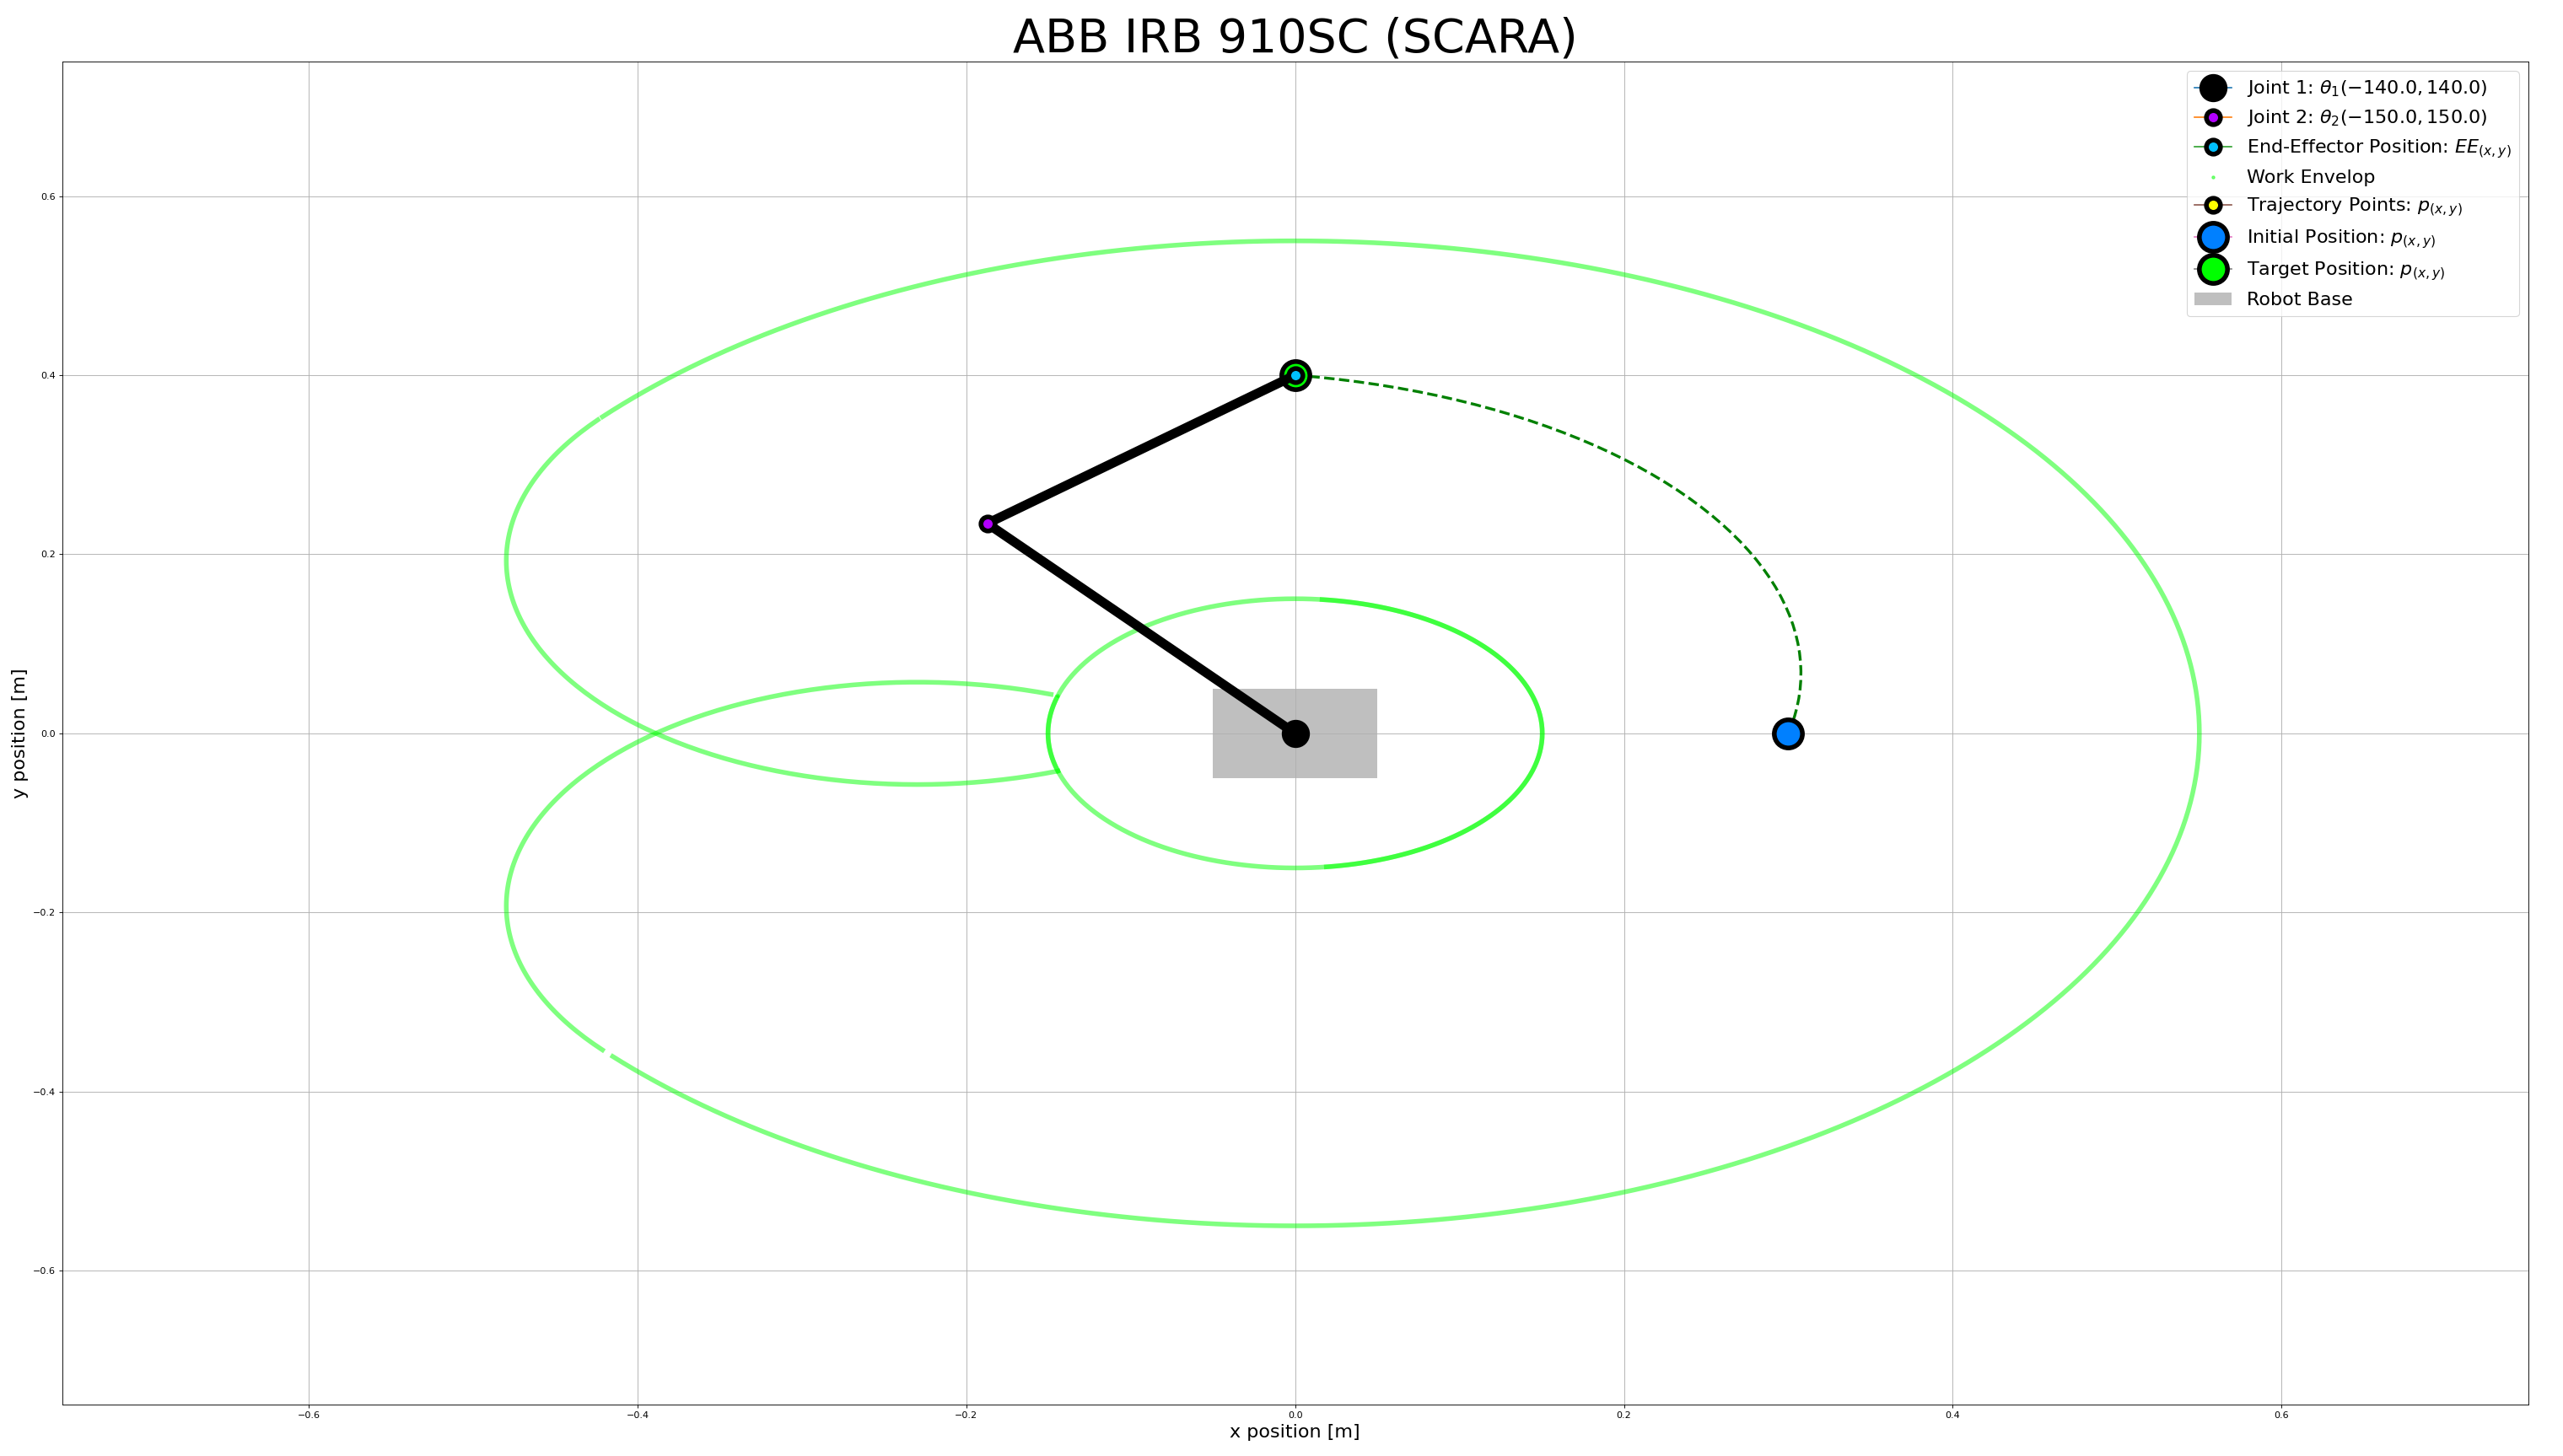 ABB IRB 910SC (SCARA)
Joint 1: θ₁(−140.0, 140.0)
Joint 2: θ₂(−150.0, 150.0)
End-Effector Position: EE₍ₓ, ᵧ₎
Work Envelop
Trajectory Points: p₍ₓ, ᵧ₎
Initial Position: p₍ₓ, ᵧ₎
Target Position: p₍ₓ, ᵧ₎
Robot Base
y position [m]
0.6
0.4
0.2
0.0
−0.2
−0.4
−0.6
−0.6 −0.4 −0.2 0.0 0.2 0.4 0.6
x position [m]